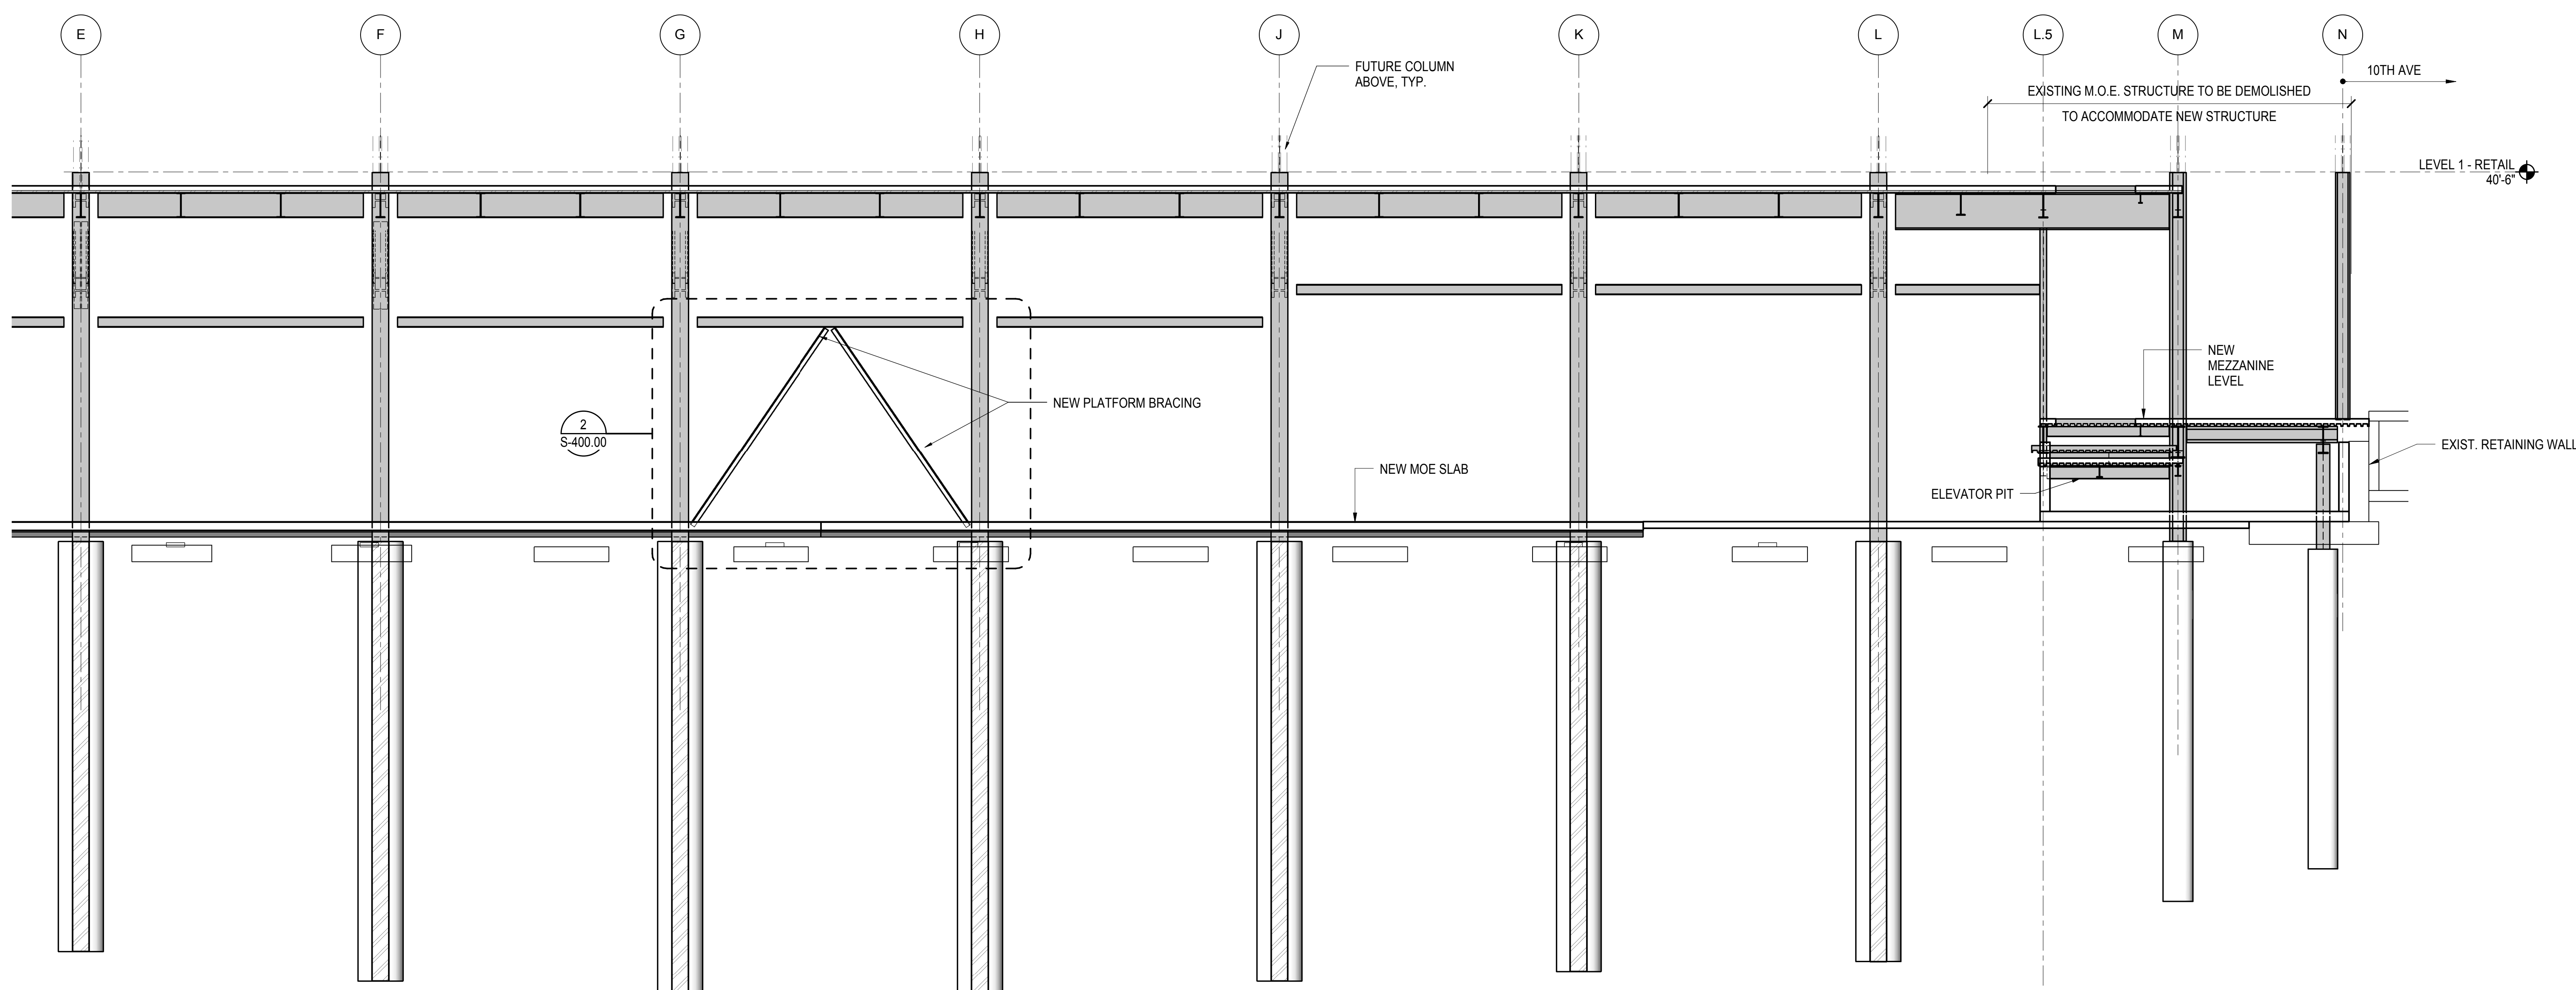 E
F
G
H
J
K
L
L.5
M
N
FUTURE COLUMN
ABOVE, TYP.
10TH AVE
EXISTING M.O.E. STRUCTURE TO BE DEMOLISHED
TO ACCOMMODATE NEW STRUCTURE
LEVEL 1 - RETAIL
40'-6"
NEW
MEZZANINE
LEVEL
NEW PLATFORM BRACING
2
S-400.00
EXIST. RETAINING WALL
NEW MOE SLAB
ELEVATOR PIT